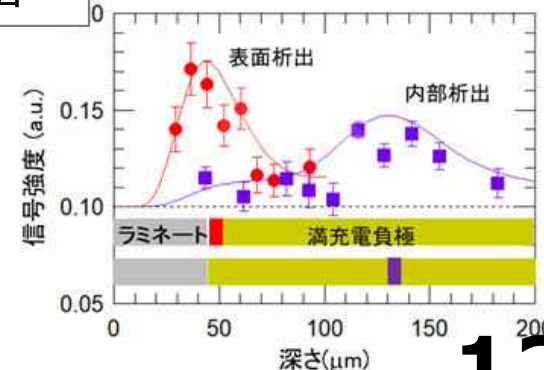 0
表面析出
内部析出
0.15
信号強度 (a.u.)
0.10
ラミネート
満充電負極
0.05
0 50 100 150 200
深さ(μm)